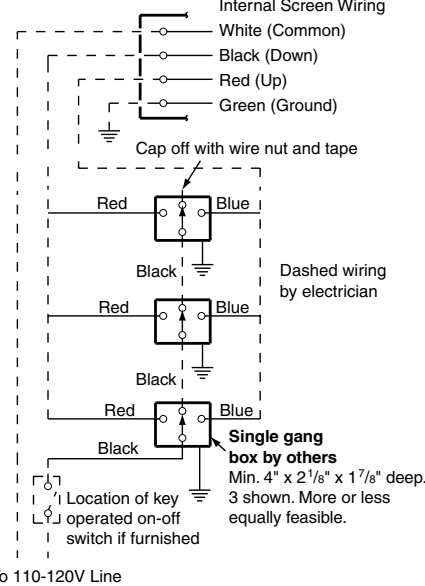 Internal Screen Wiring
White (Common)
Black (Down)
Red (Up)
Green (Ground)
Cap off with wire nut and tape
Red
Blue
Black
Dashed wiring
by electrician
Red
Blue
Black
Red
Blue
Black
Single gang
box by others
Min. 4" x 2 1/8" x 1 7/8" deep.
3 shown. More or less
equally feasible.
Location of key
operated on-off
switch if furnished
o 110-120V Line